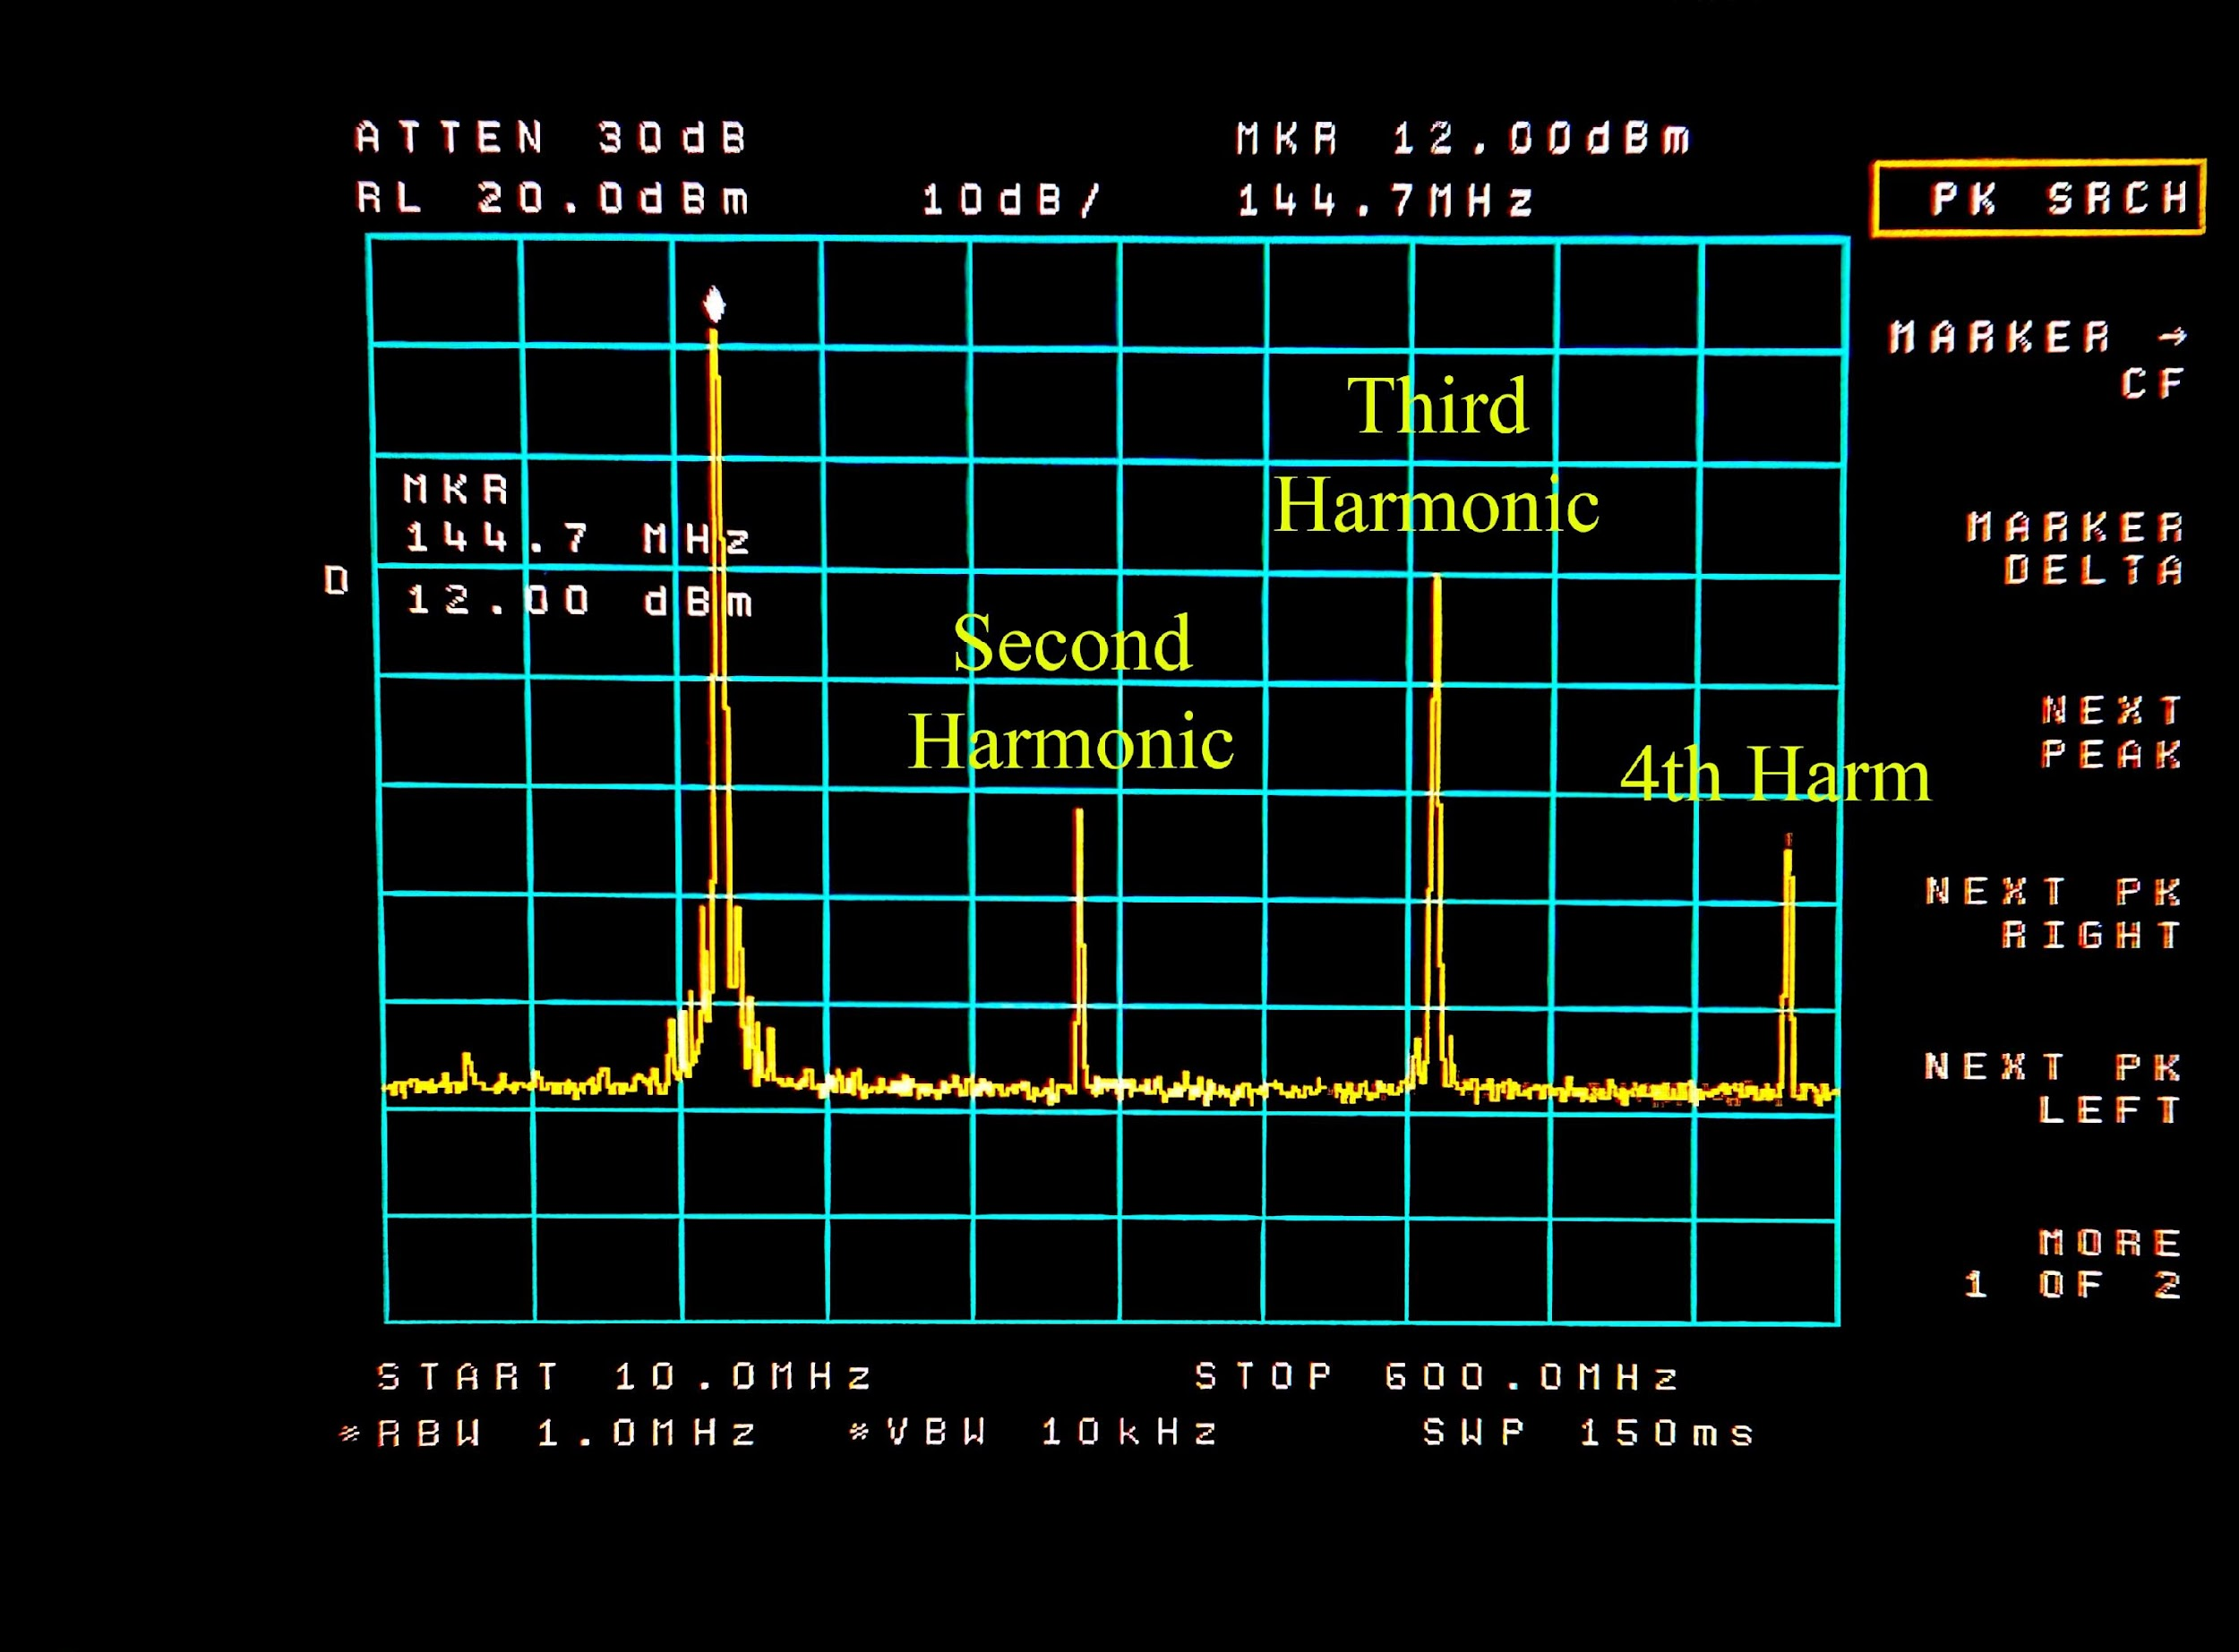 ATTEN 30dB
MKR 12.00dBm
RL 20.0dBm
10dB/
144.7MHz
PK SRCH
MARKER →
CF
Third
Harmonic
MKR
144.7 MHz
12.00 dBm
D
MARKER
DELTA
Second
Harmonic
NEXT
PEAK
4th Harm
NEXT PK
RIGHT
NEXT PK
LEFT
MORE
1 OF 2
START 10.0MHz
STOP 600.0MHz
*RBW 1.0MHz
*VBW 10kHz
SWP 150ms